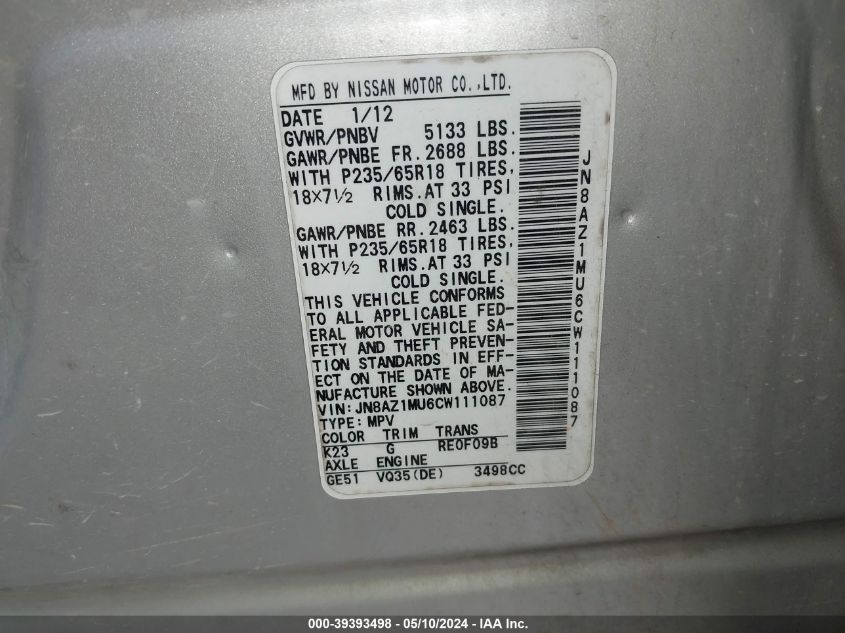 MFD BY NISSAN MOTOR CO.,LTD.
DATE 1/12
GVWR/PNBV 5133 LBS.
GAWR/PNBE FR. 2688 LBS.
WITH P235/65R18 TIRES,
18×7½ RIMS. AT 33 PSI
COLD SINGLE.
GAWR/PNBE RR. 2463 LBS.
WITH P235/65R18 TIRES,
18×7½ RIMS. AT 33 PSI
COLD SINGLE.
THIS VEHICLE CONFORMS
TO ALL APPLICABLE FED-
ERAL MOTOR VEHICLE SA-
FETY AND THEFT PREVEN-
TION STANDARDS IN EFF-
ECT ON THE DATE OF MA-
NUFACTURE SHOWN ABOVE.
VIN: JN8AZ1MU6CW111087
TYPE: MPV
COLOR TRIM TRANS
K23 G RE0F09B
AXLE ENGINE
GE51 VQ35(DE) 3498CC
JN8AZ1MU6CW111087
000-39393498 - 05/10/2024 - IAA Inc.